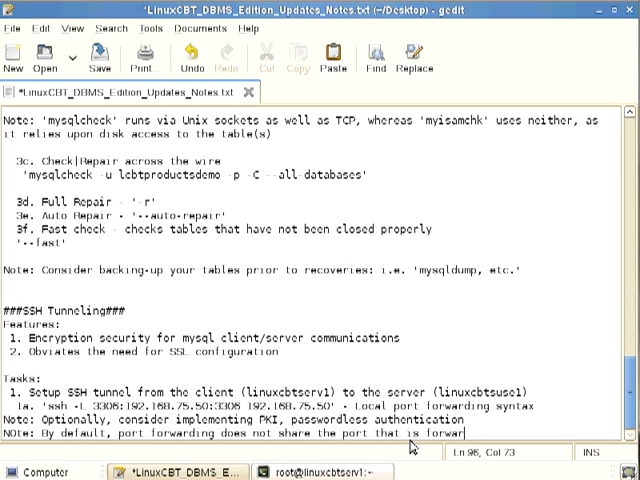 *LinuxCBT_DBMS_Edition_Updates_Notes.txt (~/Desktop) - gedit
File Edit View Search Tools Documents Help
New Open Save Print... Undo Redo Cut Copy Paste Find Replace
*LinuxCBT_DBMS_Edition_Updates_Notes.txt
Note: 'mysqlcheck' runs via Unix sockets as well as TCP, whereas 'myisamchk' uses neither, as
it relies upon disk access to the table(s)
3c. Check|Repair across the wire
'mysqlcheck -u lcbtproductsdemo -p -C --all-databases'
3d. Full Repair - '-r'
3e. Auto Repair - '--auto-repair'
3f. Fast check - checks tables that have not been closed properly
'--fast'
Note: Consider backing-up your tables prior to recoveries: i.e. 'mysqldump, etc.'
###SSH Tunneling###
Features:
1. Encryption security for mysql client/server communications
2. Obviates the need for SSL configuration
Tasks:
1. Setup SSH tunnel from the client (linuxcbtserv1) to the server (linuxcbtsuse1)
1a. 'ssh -L 3306:192.168.75.50:3306 192.168.75.50' - Local port forwarding syntax
Note: Optionally, consider implementing PKI, passwordless authentication
NOte: By default, port forwarding does not share the port that is forwar
Ln 96, Col 73 INS
Computer *LinuxCBT_DBMS_E... root@linuxcbtserv1:~